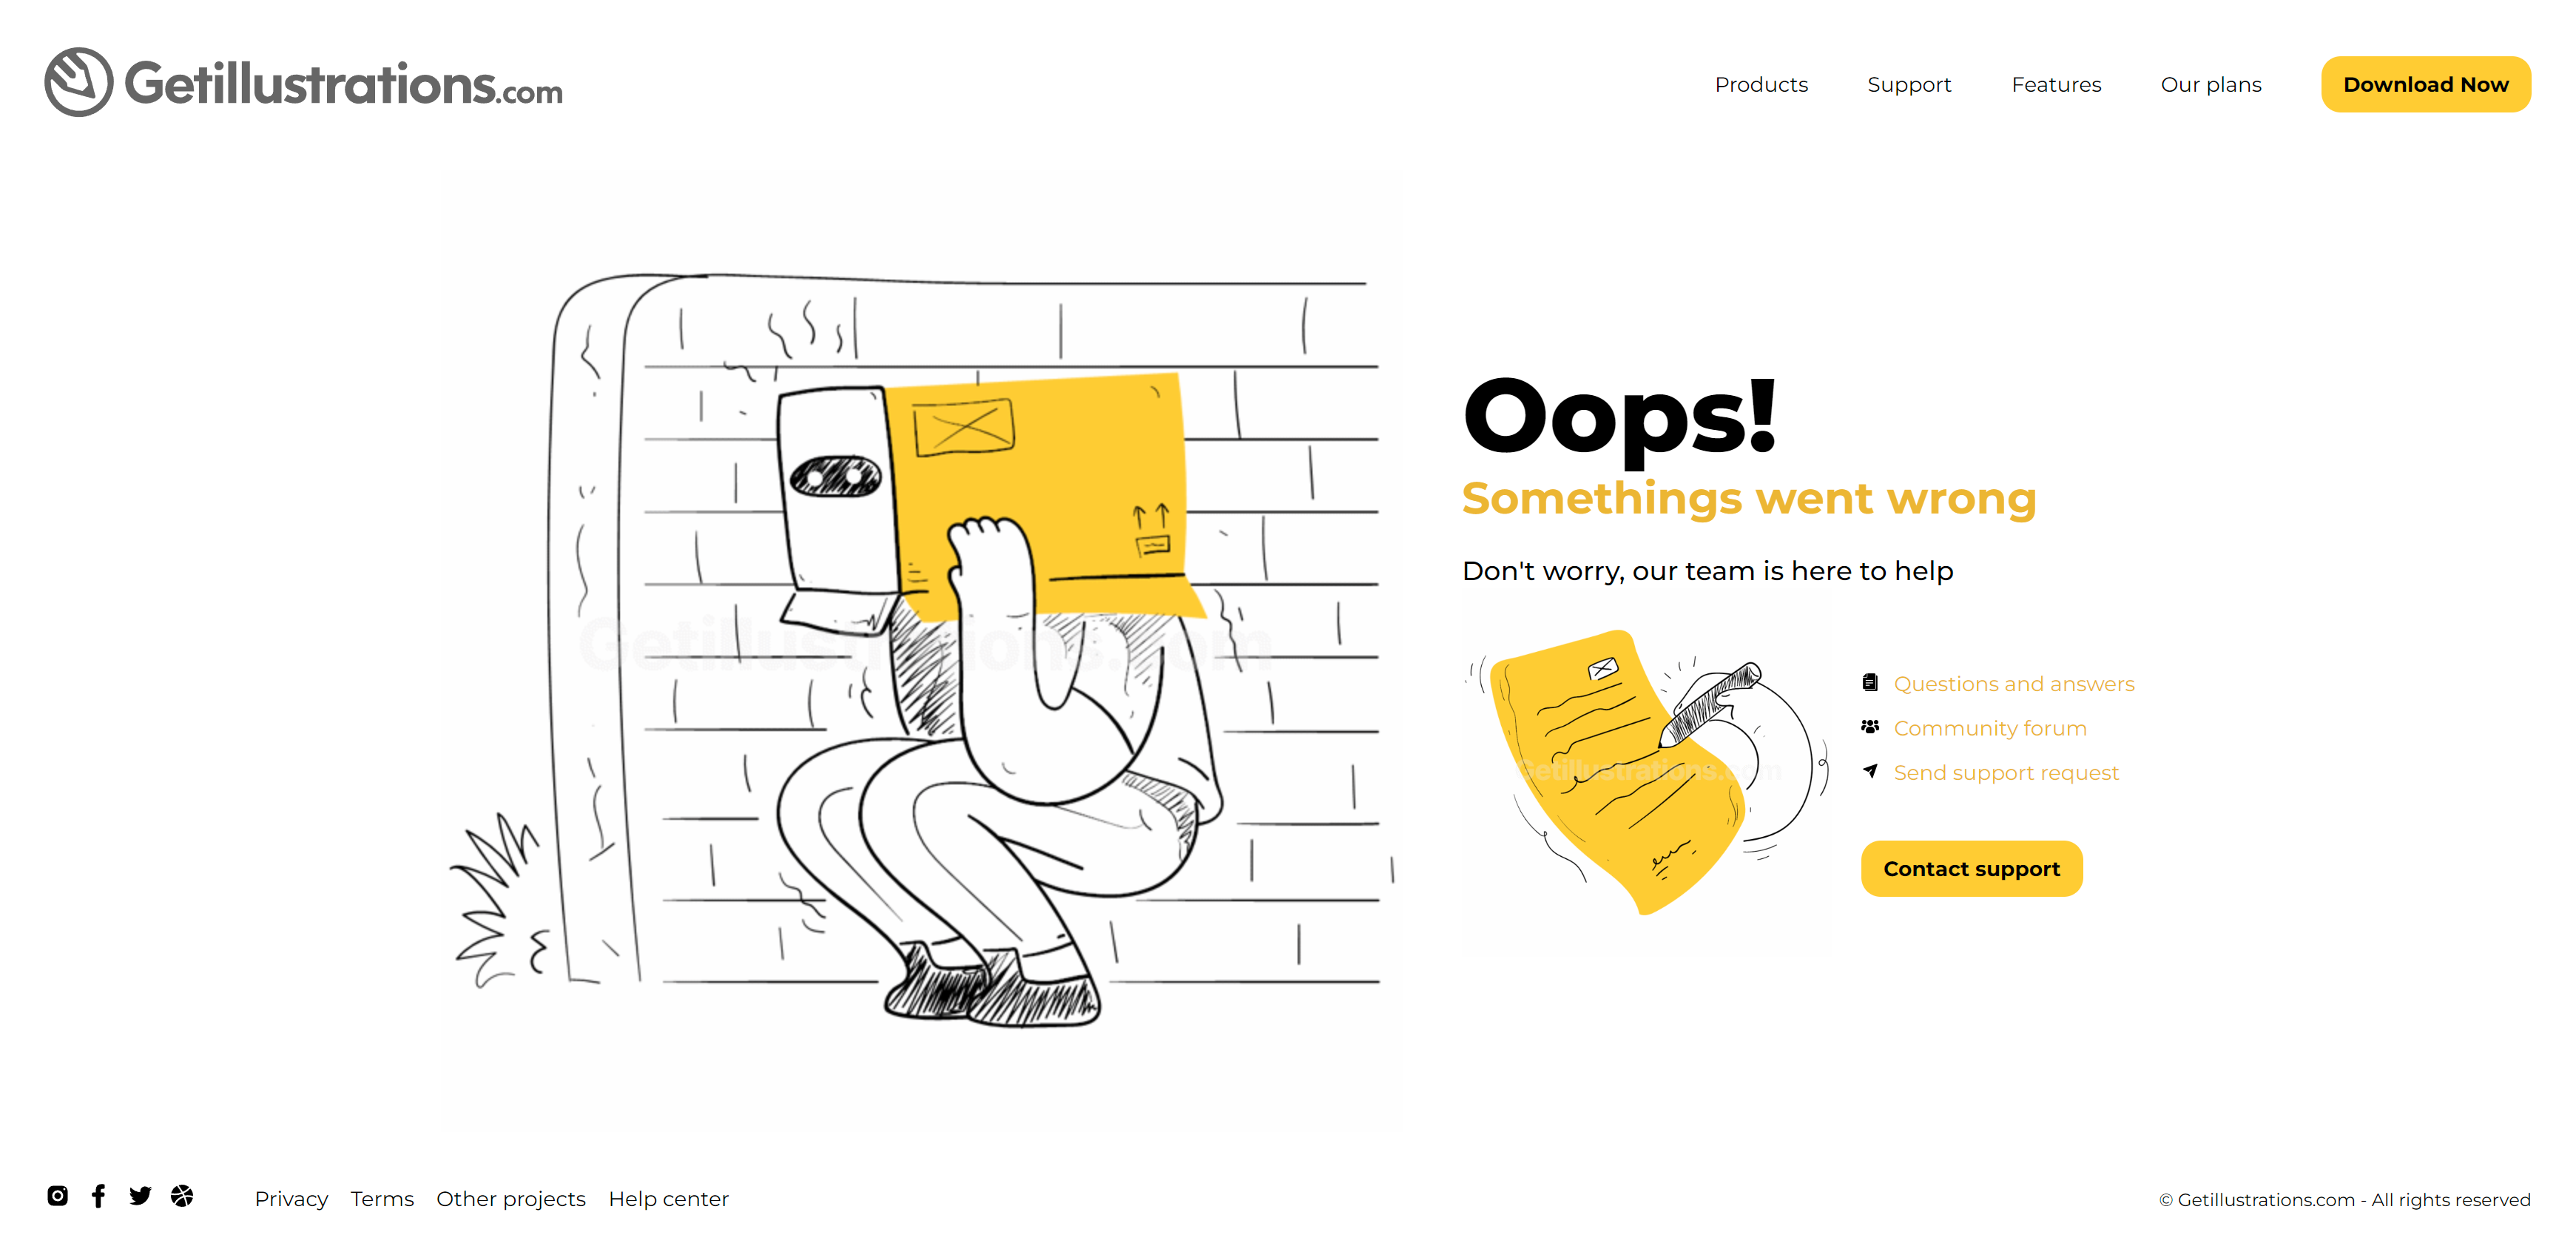 Getillustrations.com
Products Support Features Our plans Download Now
Oops!
Somethings went wrong
Don't worry, our team is here to help
Getillustrations.com
Questions and answers
Community forum
Getillustrations.com
Send support request
Contact support
Privacy Terms Other projects Help center
© Getillustrations.com - All rights reserved